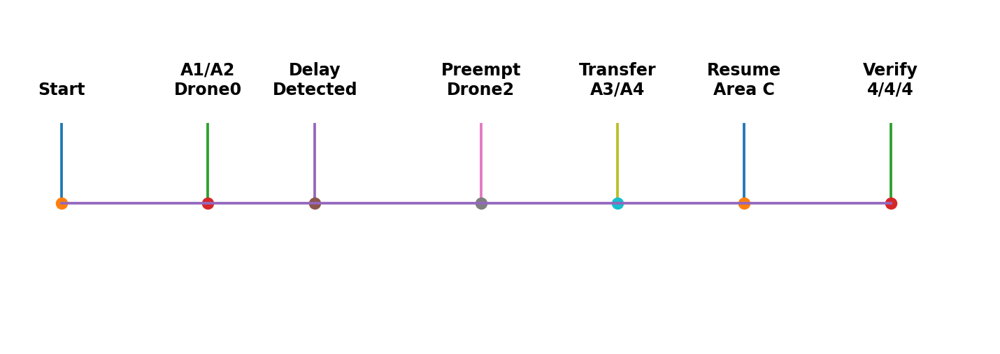 Start
A1/A2
Drone0
Delay
Detected
Preempt
Drone2
Transfer
A3/A4
Resume
Area C
Verify
4/4/4